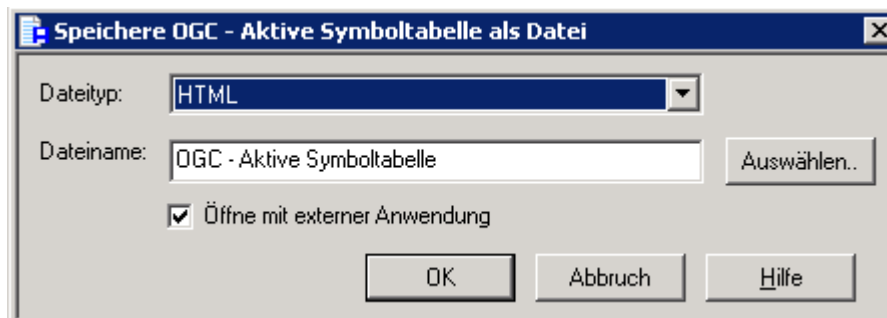 Speichere OGC - Aktive Symboltabelle als Datei
Dateityp: HTML
Dateiname: OGC - Aktive Symboltabelle Auswählen..
Öffne mit externer Anwendung
OK Abbruch Hilfe